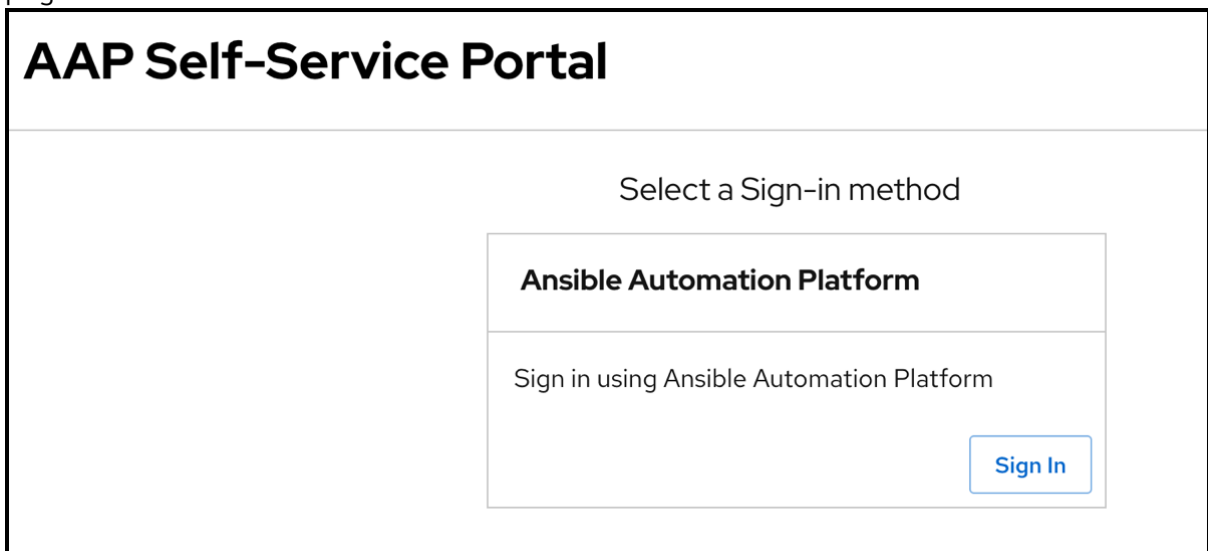 AAP Self-Service Portal
Select a Sign-in method
Ansible Automation Platform
Sign in using Ansible Automation Platform
Sign In